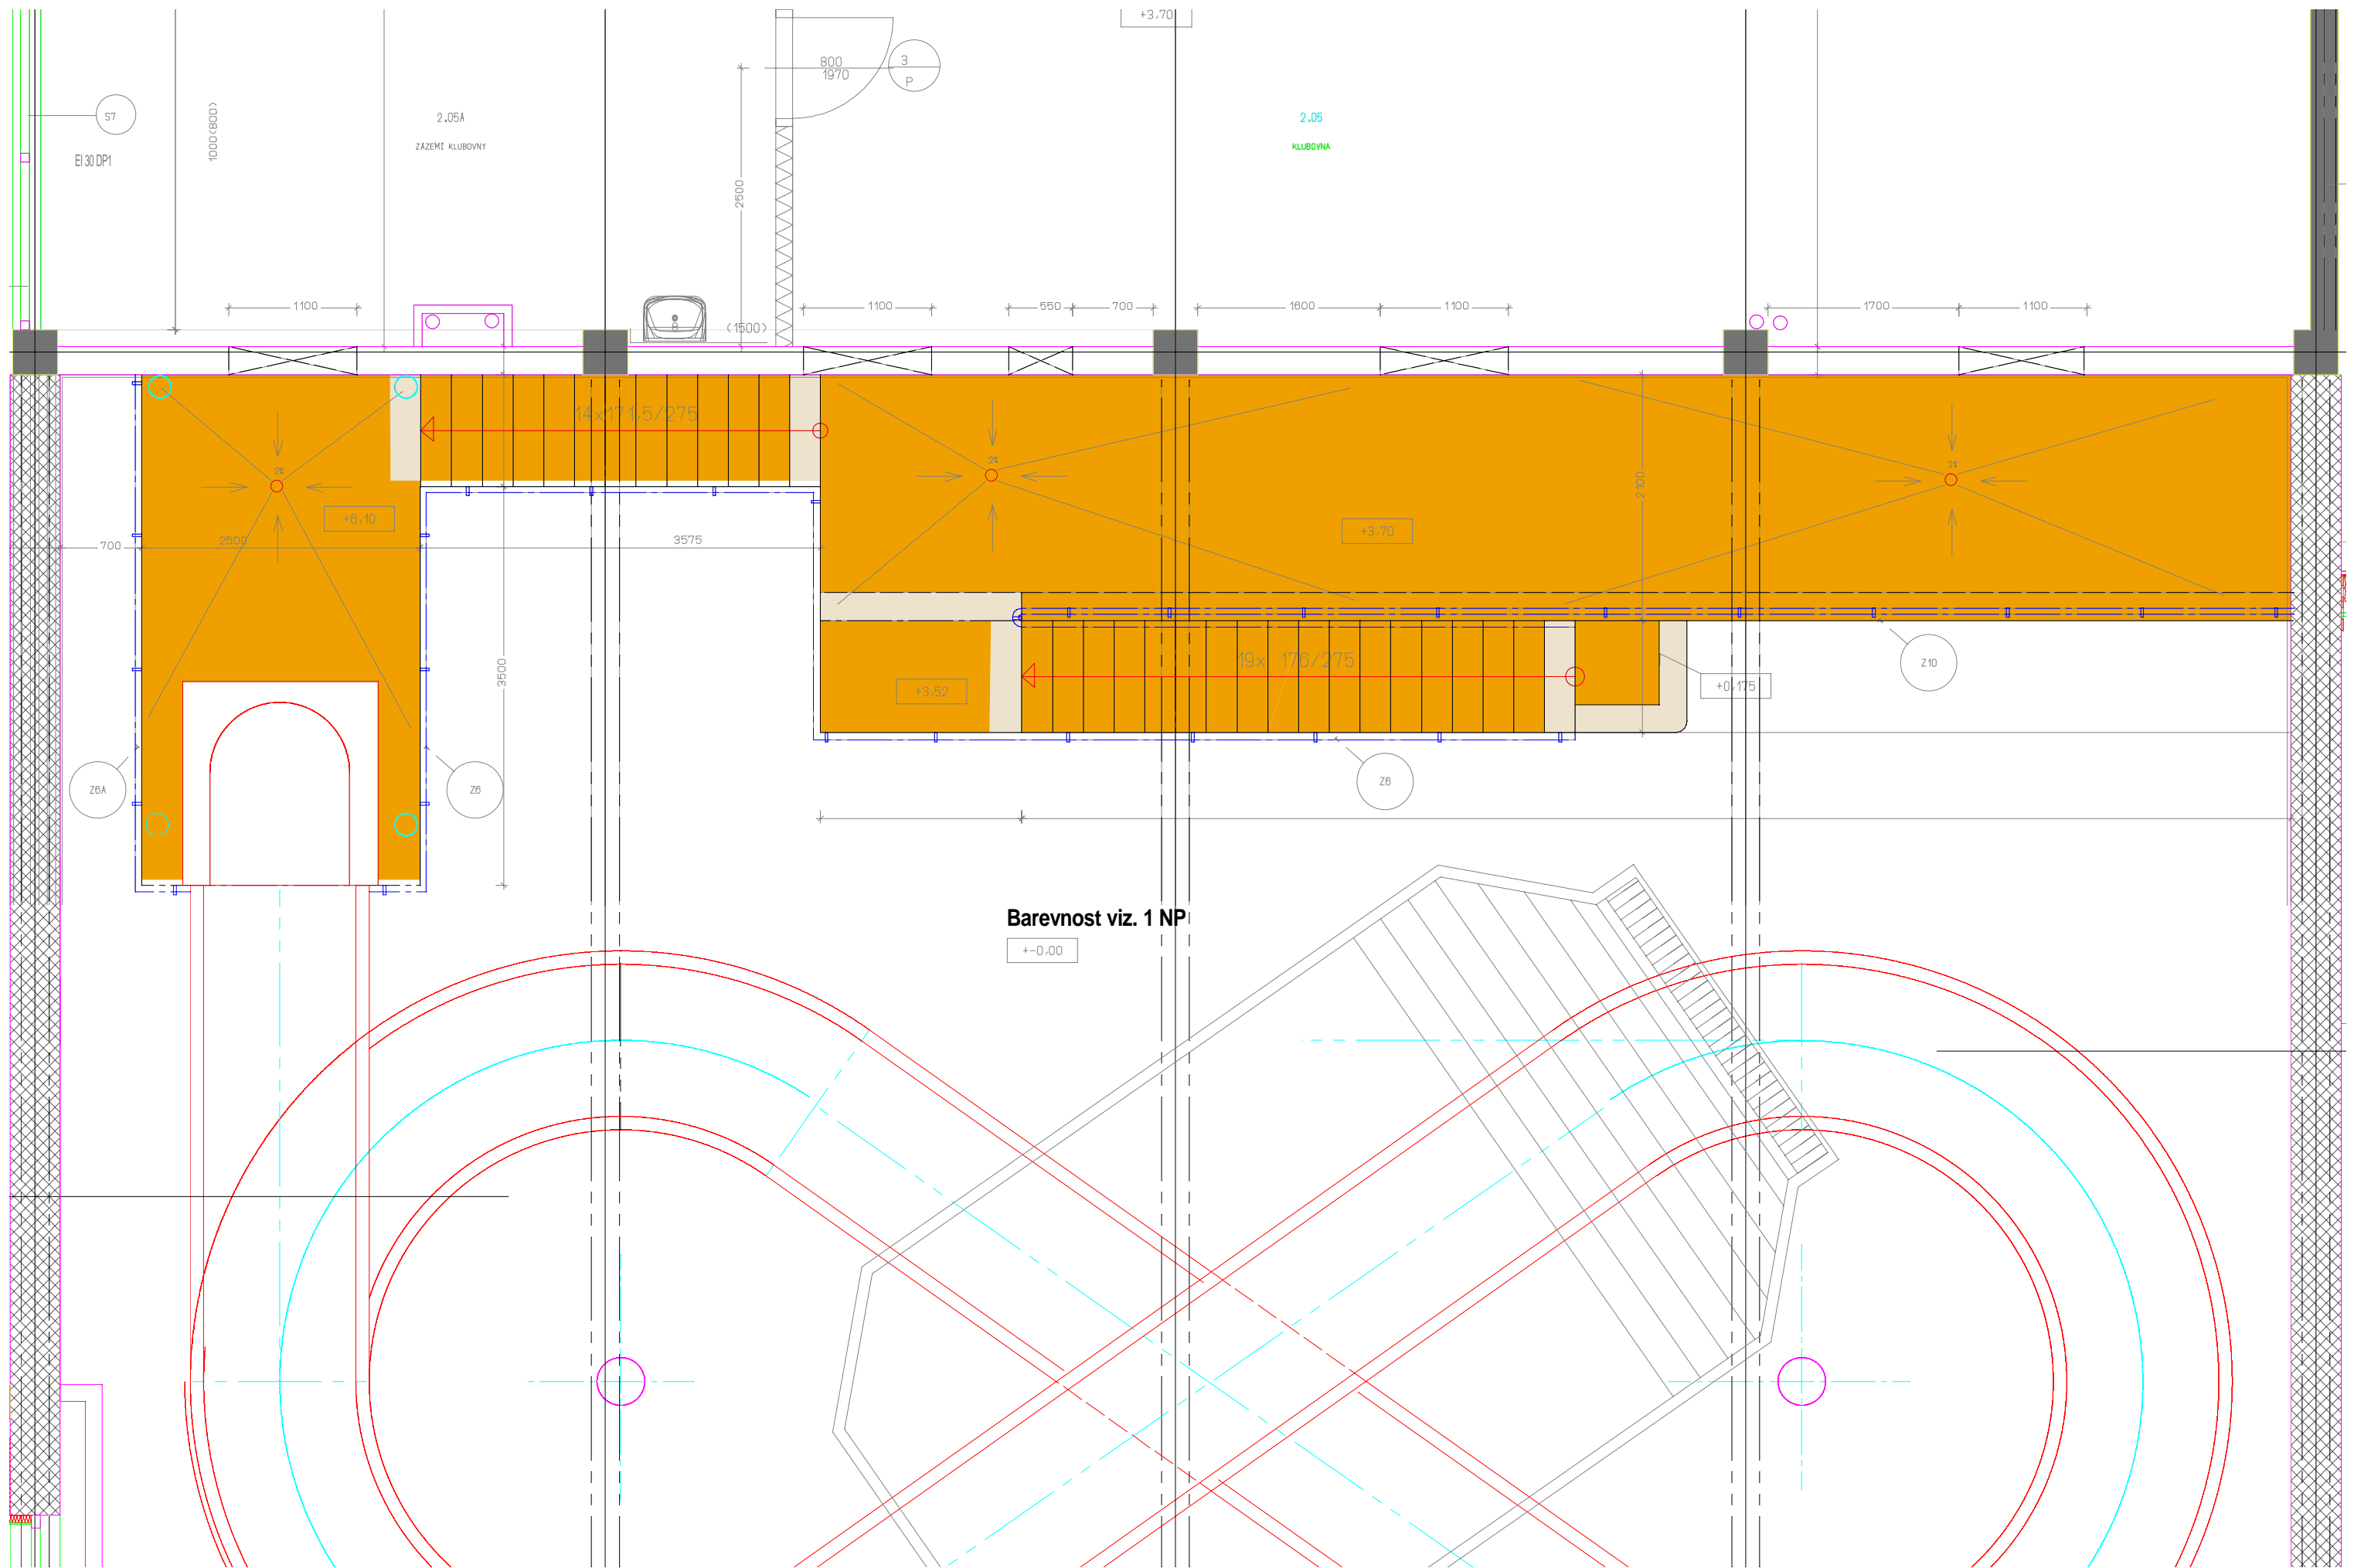 +3,70
800
1970
3
P
S7
EI 30 DP1
1000(800)
2.05A
ZÁZEMÍ KLUBOVNY
2500
2.05
KLUBOVNA
1100
1100
550
700
1600
1100
1700
1100
(1500)
14x171,5/275
2%
2%
2%
+6,10
+3,70
2100
700
2500
3575
3500
19x 176/275
+3,52
+0,175
Z10
Z6A
Z6
Z6
Barevnost viz. 1 NP
+-0,00